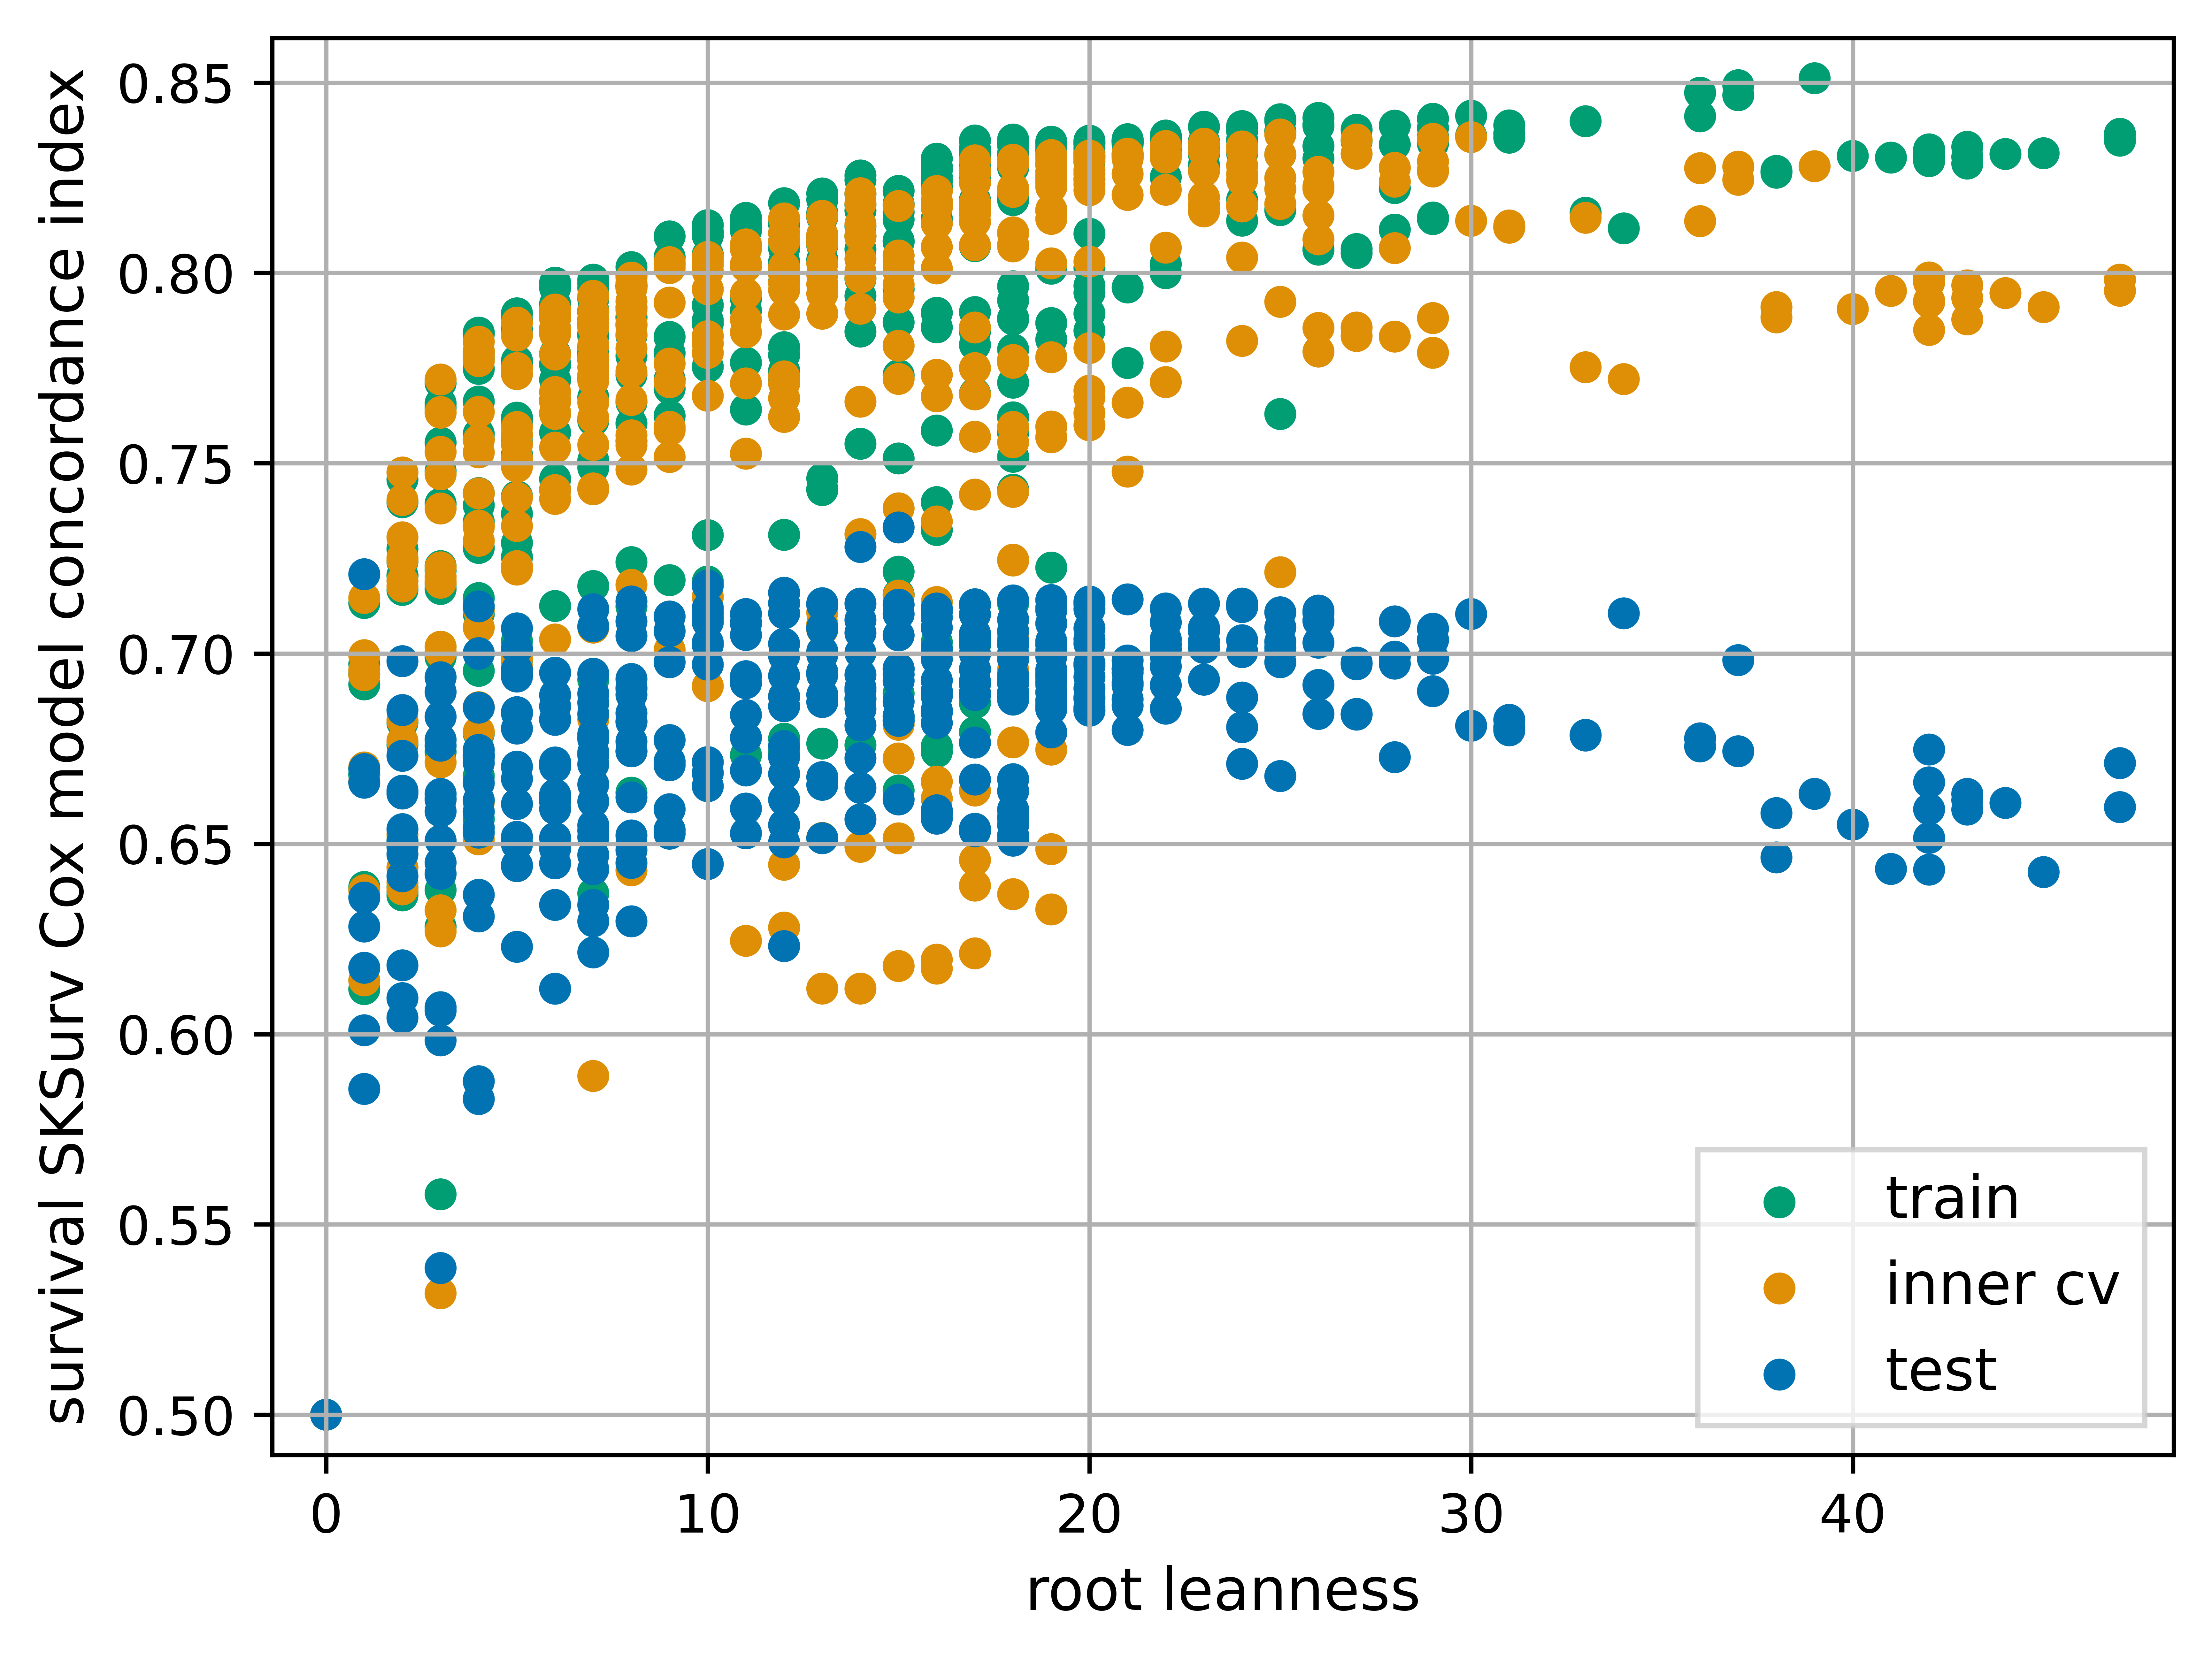 survival SKSurv Cox model concordance index
0.85
0.80
0.75
0.70
0.65
0.60
0.55
0.50
train
inner cv
test
0 10 20 30 40
root leanness